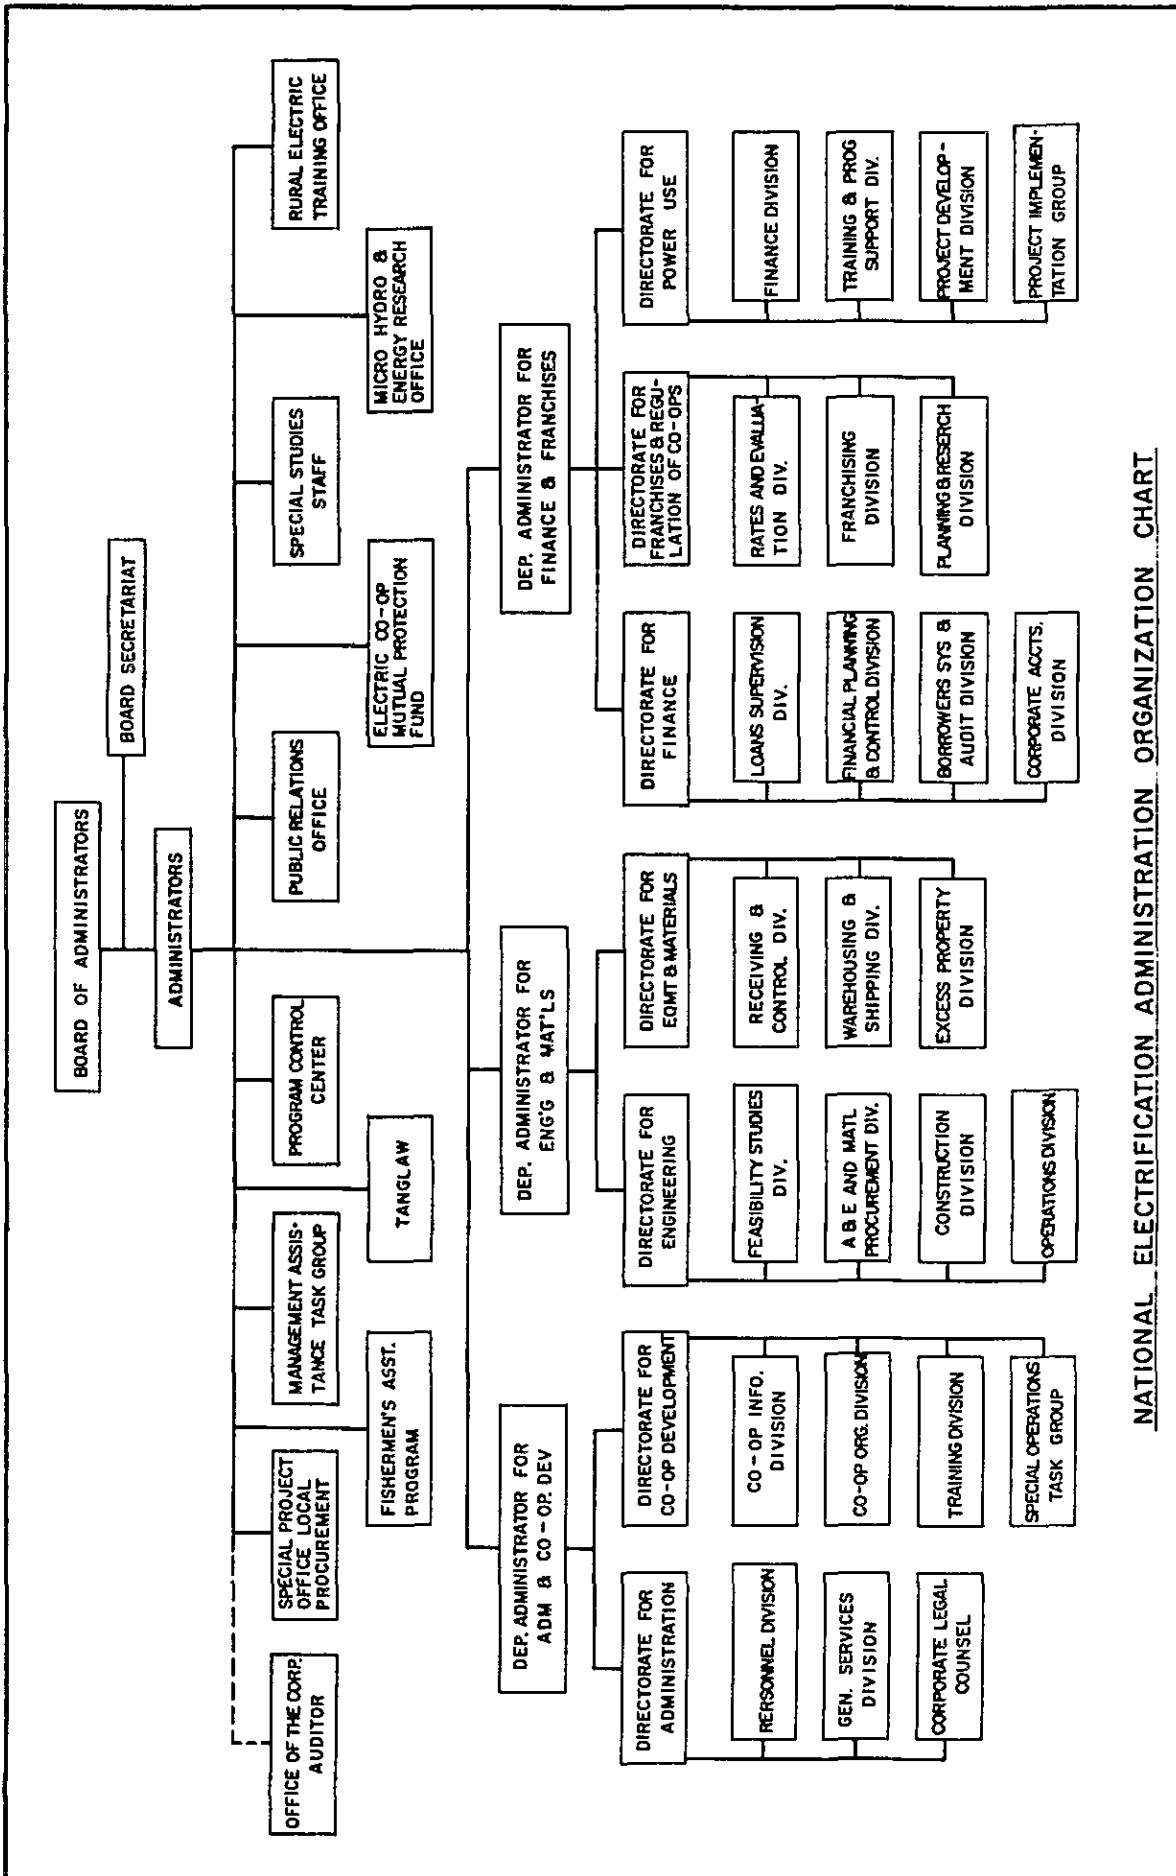 BOARD OF ADMINISTRATORS
BOARD SECRETARIAT
ADMINISTRATORS
OFFICE OF THE CORP.
AUDITOR
SPECIAL PROJECT
OFFICE LOCAL
PROCUREMENT
MANAGEMENT ASSIS-
TANCE TASK GROUP
PROGRAM CONTROL
CENTER
PUBLIC RELATIONS
OFFICE
SPECIAL STUDIES
STAFF
RURAL ELECTRIC
TRAINING OFFICE
FISHERMEN'S ASST.
PROGRAM
TANGLAW
ELECTRIC CO-OP
MUTUAL PROTECTION
FUND
MICRO HYDRO &
ENERGY RESEARCH
OFFICE
DEP. ADMINISTRATOR FOR
ADM & CO-OP. DEV
DEP. ADMINISTRATOR FOR
ENG'G & MAT'LS
DEP. ADMINISTRATOR FOR
FINANCE & FRANCHISES
DIRECTORATE FOR
ADMINISTRATION
RERSONNEL DIVISION
GEN. SERVICES
DIVISION
CORPORATE LEGAL
COUNSEL
DIRECTORATE FOR
CO-OP DEVELOPMENT
CO-OP INFO.
DIVISION
CO-OP ORG. DIVISION
TRAINING DIVISION
SPECIAL OPERATIONS
TASK GROUP
DIRECTORATE FOR
ENGINEERING
FEASIBILITY STUDIES
DIV.
A & E AND MATL
PROCUREMENT DIV.
CONSTRUCTION
DIVISION
OPERATIONS DIVISION
DIRECTORATE FOR
EQMT & MATERIALS
RECEIVING &
CONTROL DIV.
WAREHOUSING &
SHIPPING DIV.
EXCESS PROPERTY
DIVISION
DIRECTORATE FOR
FINANCE
LOANS SUPERVISION
DIV.
FINANCIAL PLANNING
& CONTROL DIVISION
BORROWERS SYS &
AUDIT DIVISION
CORPORATE ACCTS.
DIVISION
DIRECTORATE FOR
FRANCHISES & REGU-
LATION OF CO-OPS
RATES AND EVALUA-
TION DIV.
FRANCHISING
DIVISION
PLANNING & RESERCH
DIVISION
DIRECTORATE FOR
POWER USE
FINANCE DIVISION
TRAINING & PROG
SUPPORT DIV.
PROJECT DEVELOP-
MENT DIVISION
PROJECT IMPLEMEN-
TATION GROUP
NATIONAL ELECTRIFICATION ADMINISTRATION ORGANIZATION CHART